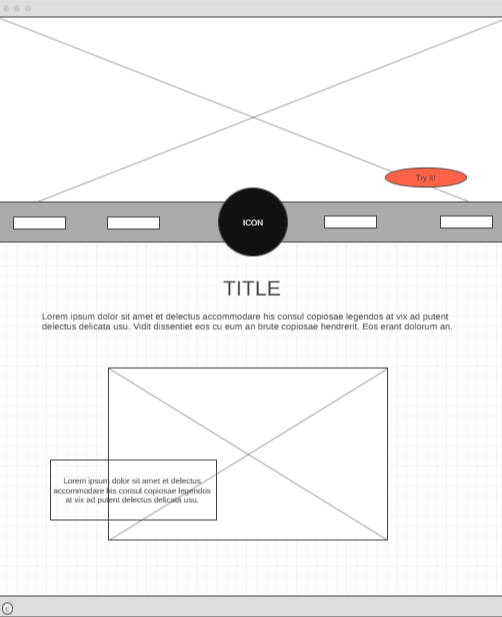 Try it!
ICON
TITLE
Lorem ipsum dolor sit amet et delectus accommodare his consul copiosae legendos at vix ad putent
delectus delicata usu. Vidit dissentiet eos cu eum an brute copiosae hendrerit. Eos erant dolorum an.
Lorem ipsum dolor sit amet et delectus
accommodare his consul copiosae legendos
at vix ad putent delectus delicata usu.
c